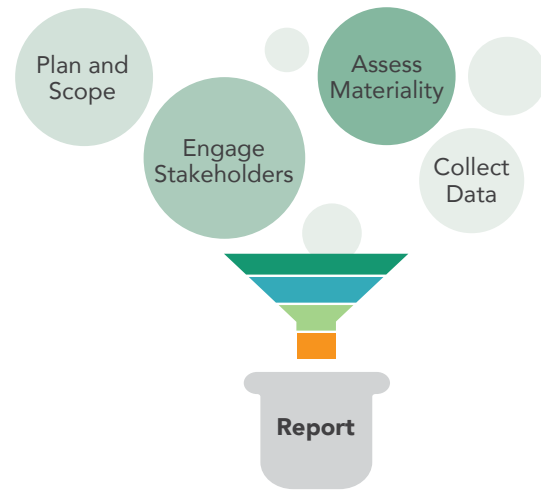 Plan and
Scope
Engage
Stakeholders
Assess
Materiality
Collect
Data
Report